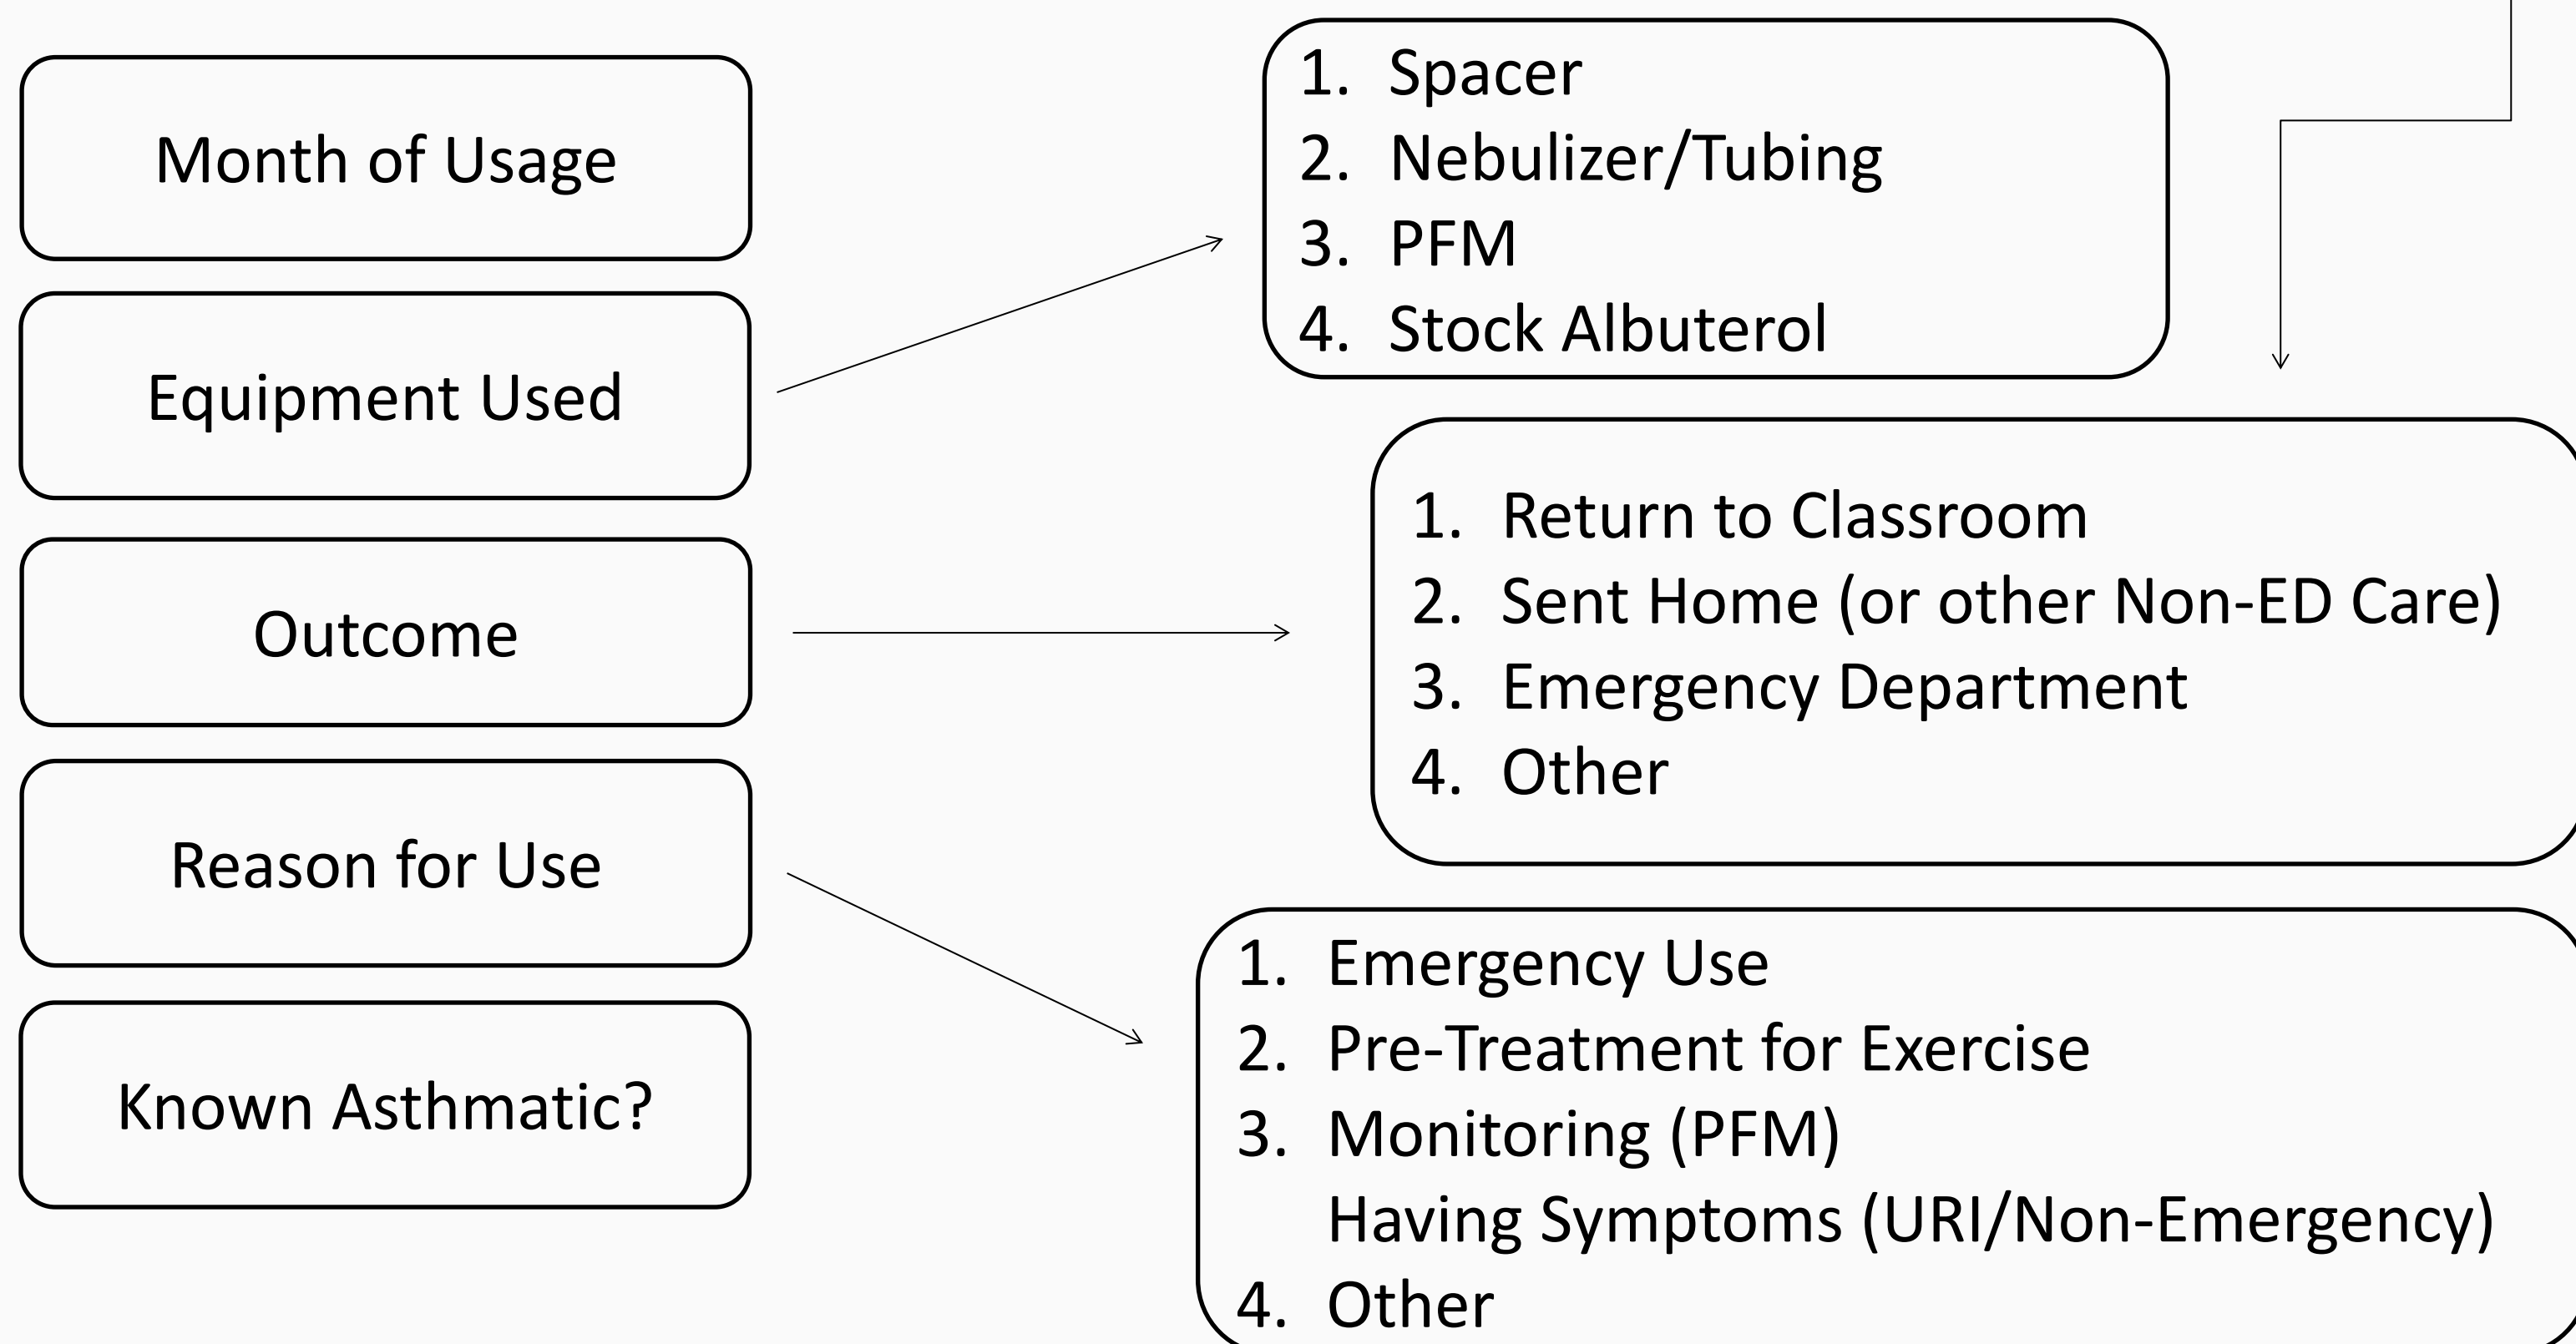 Month of Usage
Equipment Used
Outcome
Reason for Use
Known Asthmatic?
1. Spacer
2. Nebulizer/Tubing
3. PFM
4. Stock Albuterol
1. Return to Classroom
2. Sent Home (or other Non-ED Care)
3. Emergency Department
4. Other
1. Emergency Use
2. Pre-Treatment for Exercise
3. Monitoring (PFM)
Having Symptoms (URI/Non-Emergency)
4. Other